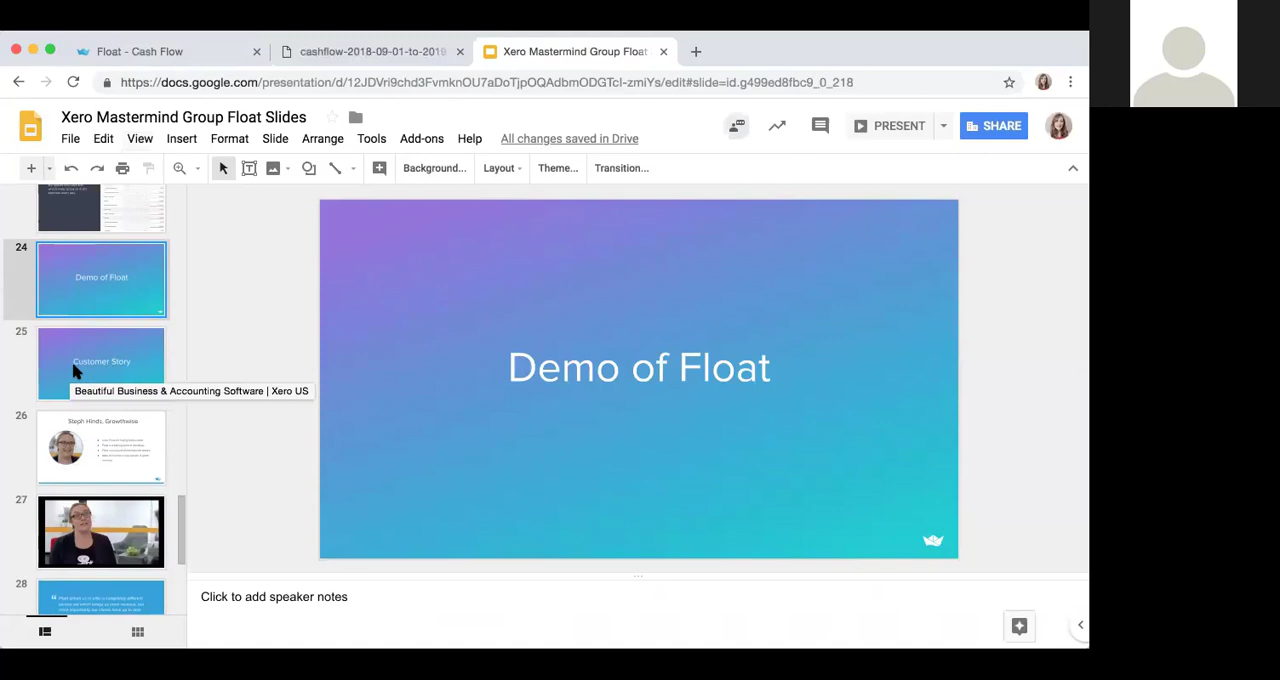 Float - Cash Flow
cashflow-2018-09-01-to-2019
Xero Mastermind Group Float
https://docs.google.com/presentation/d/12JDVri9chd3FvmknOU7aDoTjpOQAdbmODGTcI-zmiYs/edit#slide=id.g499ed8fbc9_0_218
Xero Mastermind Group Float Slides
File Edit View Insert Format Slide Arrange Tools Add-ons Help All changes saved in Drive
PRESENT
SHARE
Background... Layout Theme... Transition...
24
Demo of Float
25
Customer Story
Beautiful Business & Accounting Software | Xero US
26
Steph Hinds, Growthwise
27
28
Demo of Float
Click to add speaker notes